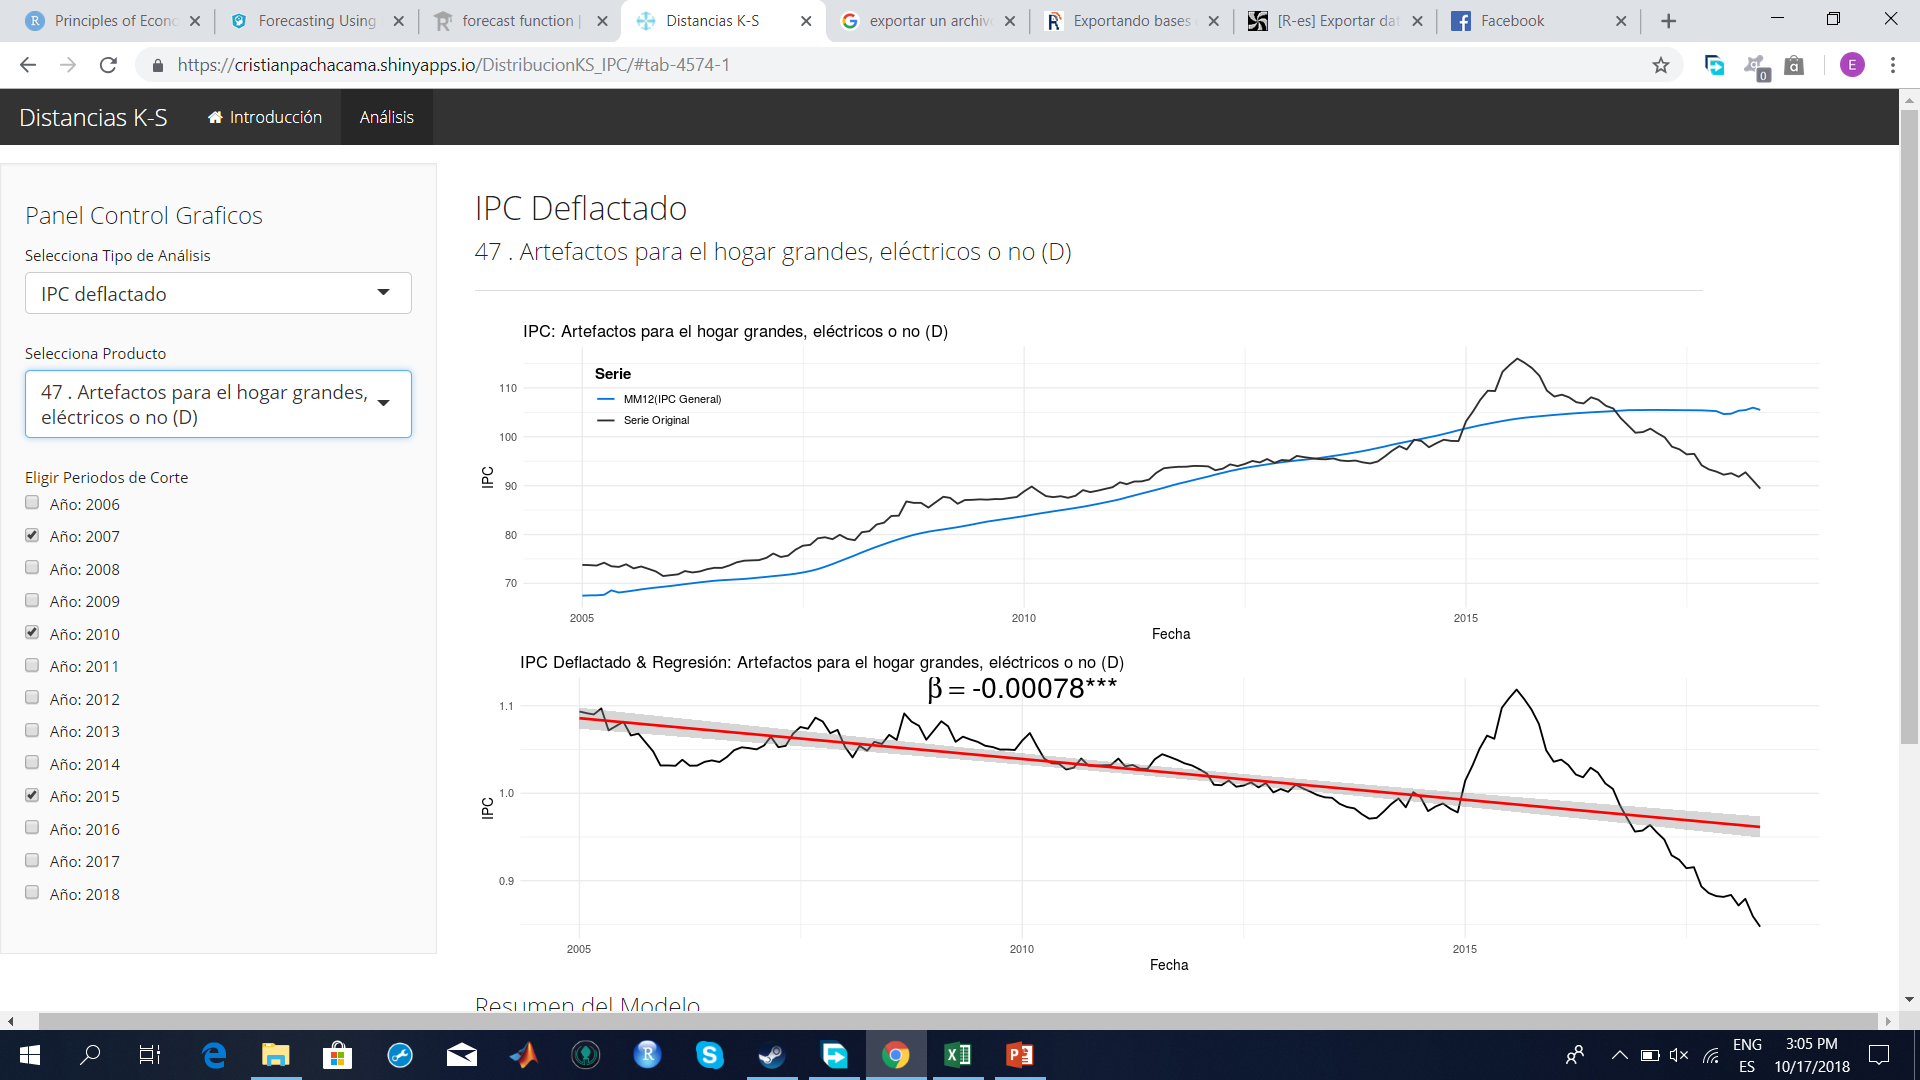 Principles of Econo
Forecasting Using
forecast function |
Distancias K-S
exportar un archivo
Exportando bases
[R-es] Exportar dat
Facebook
https://cristianpachacama.shinyapps.io/DistribucionKS_IPC/#tab-4574-1
0
E
Distancias K-S
Introducción
Análisis
Panel Control Graficos
Selecciona Tipo de Análisis
IPC deflactado
Selecciona Producto
47 . Artefactos para el hogar grandes,
eléctricos o no (D)
Eligir Periodos de Corte
Año: 2006
Año: 2007
Año: 2008
Año: 2009
Año: 2010
Año: 2011
Año: 2012
Año: 2013
Año: 2014
Año: 2015
Año: 2016
Año: 2017
Año: 2018
IPC Deflactado
47 . Artefactos para el hogar grandes, eléctricos o no (D)
IPC: Artefactos para el hogar grandes, eléctricos o no (D)
Serie
MM12(IPC General)
Serie Original
110
100
90
80
70
IPC
2005
2010
2015
Fecha
IPC Deflactado & Regresión: Artefactos para el hogar grandes, eléctricos o no (D)
β = -0.00078***
1.1
1.0
0.9
IPC
2005
2010
2015
Fecha
Resumen del Modelo
ENG
ES
3:05 PM
10/17/2018